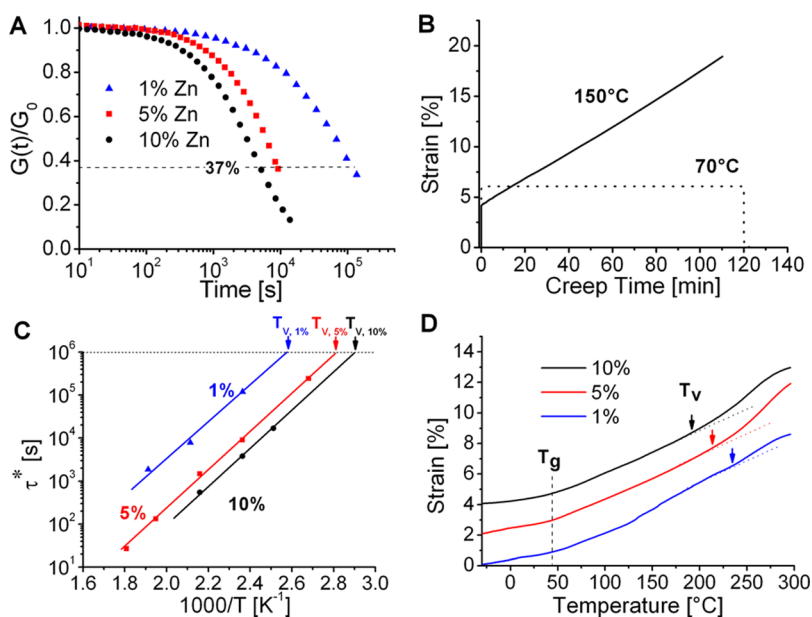 A
1.0
0.8
0.6
0.4
0.2
0.0
G(t)/G0
1% Zn
5% Zn
10% Zn
37%
10^1 10^2 10^3 10^4 10^5
Time [s]
B
20
15
10
5
0
Strain [%]
150°C
70°C
0 20 40 60 80 100 120 140
Creep Time [min]
C
TV, 1% TV, 5% TV, 10%
10^6
10^5
10^4
10^3
10^2
10^1
τ* [s]
1%
5%
10%
1.6 1.8 2.0 2.2 2.4 2.6 2.8 3.0
1000/T [K^-1]
D
14
12
10
8
6
4
2
0
Strain [%]
10%
5%
1%
Tv
Tg
0 50 100 150 200 250 300
Temperature [°C]